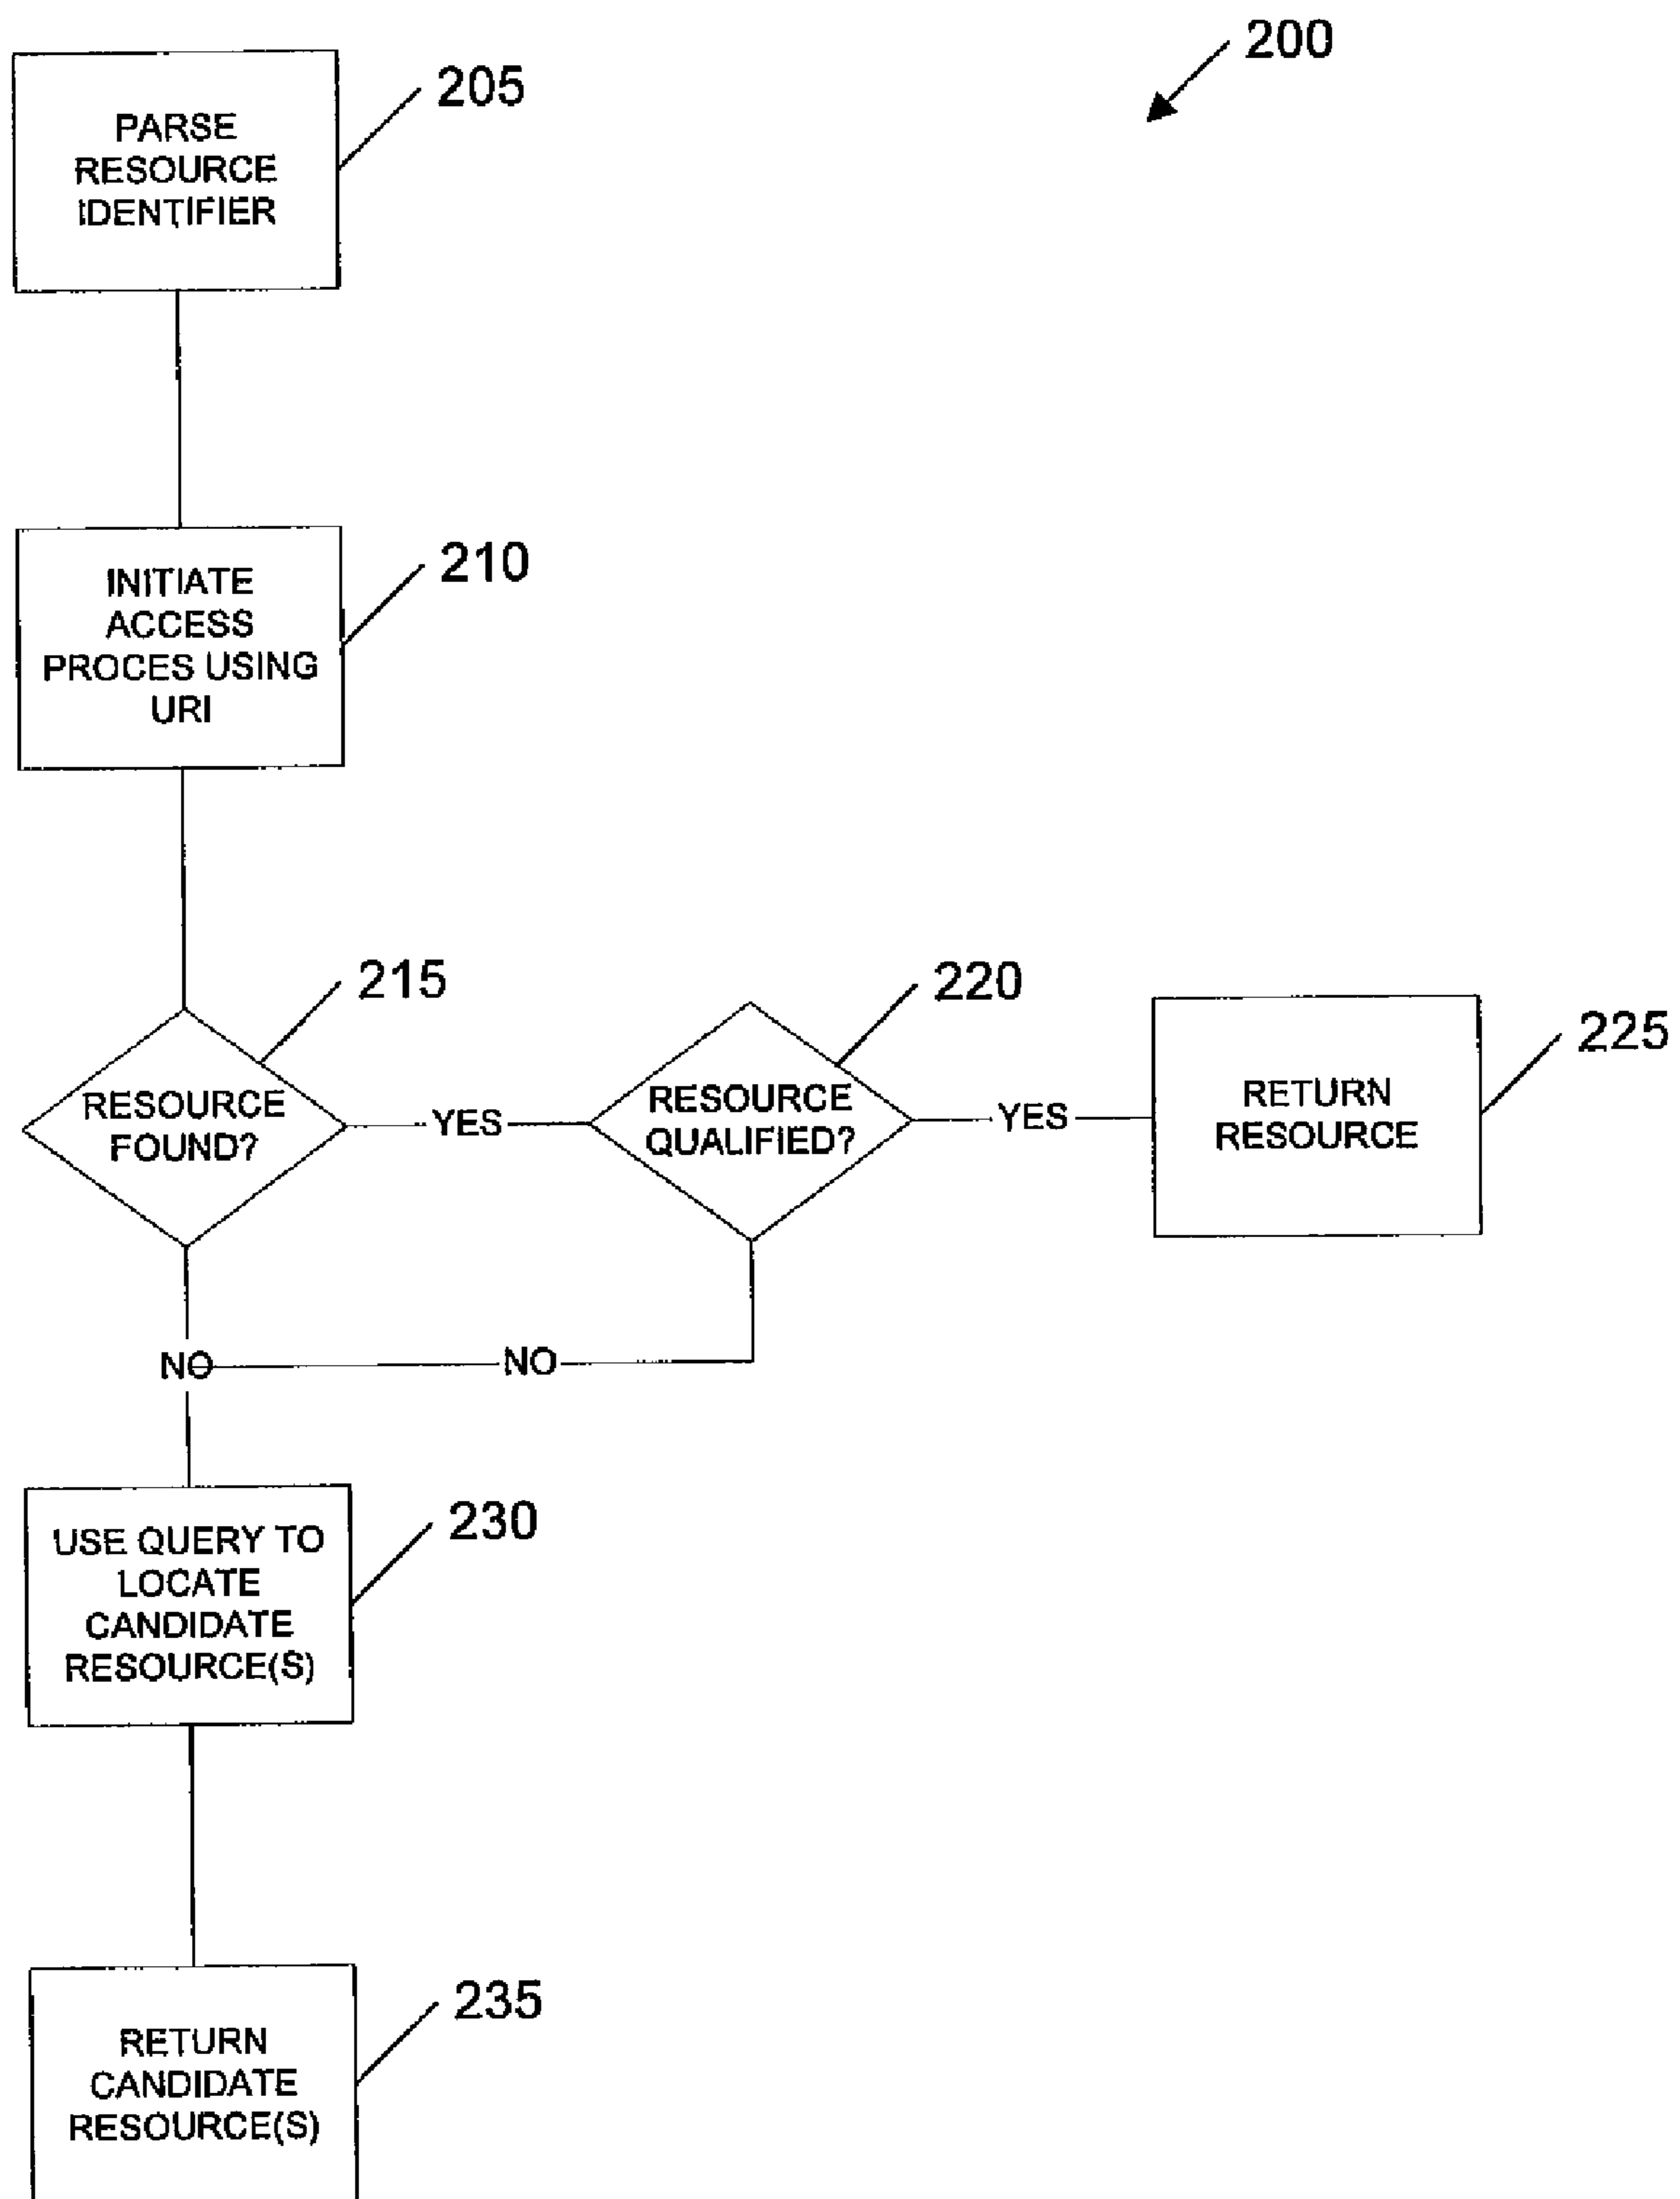 200
205
PARSE
RESOURCE
IDENTIFIER
210
INITIATE
ACCESS
PROCES USING
URI
215
RESOURCE
FOUND?
YES
220
RESOURCE
QUALIFIED?
YES
225
RETURN
RESOURCE
NO
NO
230
USE QUERY TO
LOCATE
CANDIDATE
RESOURCE(S)
235
RETURN
CANDIDATE
RESOURCE(S)